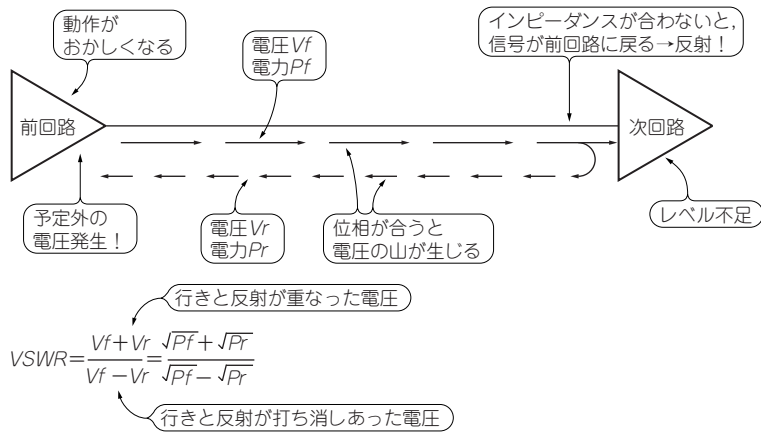 動作が
おかしくなる
電圧Vf
電力Pf
インピーダンスが合わないと,
信号が前回路に戻る→反射！
前回路
次回路
予定外の
電圧発生！
電圧Vr
電力Pr
位相が合うと
電圧の山が生じる
レベル不足
行きと反射が重なった電圧
VSWR=(Vf+Vr)/(Vf−Vr)=(√Pf+√Pr)/(√Pf−√Pr)
行きと反射が打ち消しあった電圧